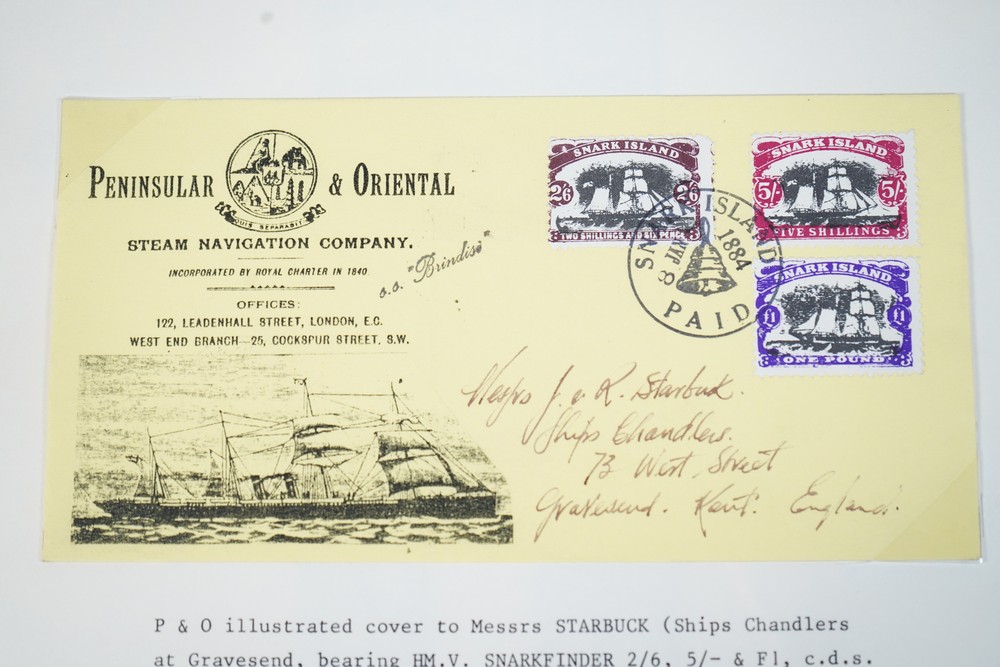 PENINSULAR & ORIENTAL
QUIS SEPARABIT
STEAM NAVIGATION COMPANY.
INCORPORATED BY ROYAL CHARTER IN 1840
OFFICES:
122, LEADENHALL STREET, LONDON, E.C.
WEST END BRANCH—25, COCKSPUR STREET, S.W.
s.s. "Brindisi"
SNARK ISLAND
2/6 2/6
TWO SHILLINGS AND SIX PENCE
SNARK ISLAND
5/- 5/-
FIVE SHILLINGS
SNARK ISLAND
£1 £1
ONE POUND
SNARK ISLAND
8 JAN 1884
PAID
Messrs J. & R. Starbuck.
Ships Chandlers.
73 West Street
Gravesend. Kent. England.
P & O illustrated cover to Messrs STARBUCK (Ships Chandlers
at Gravesend, bearing HM.V. SNARKFINDER 2/6, 5/- & F1, c.d.s.